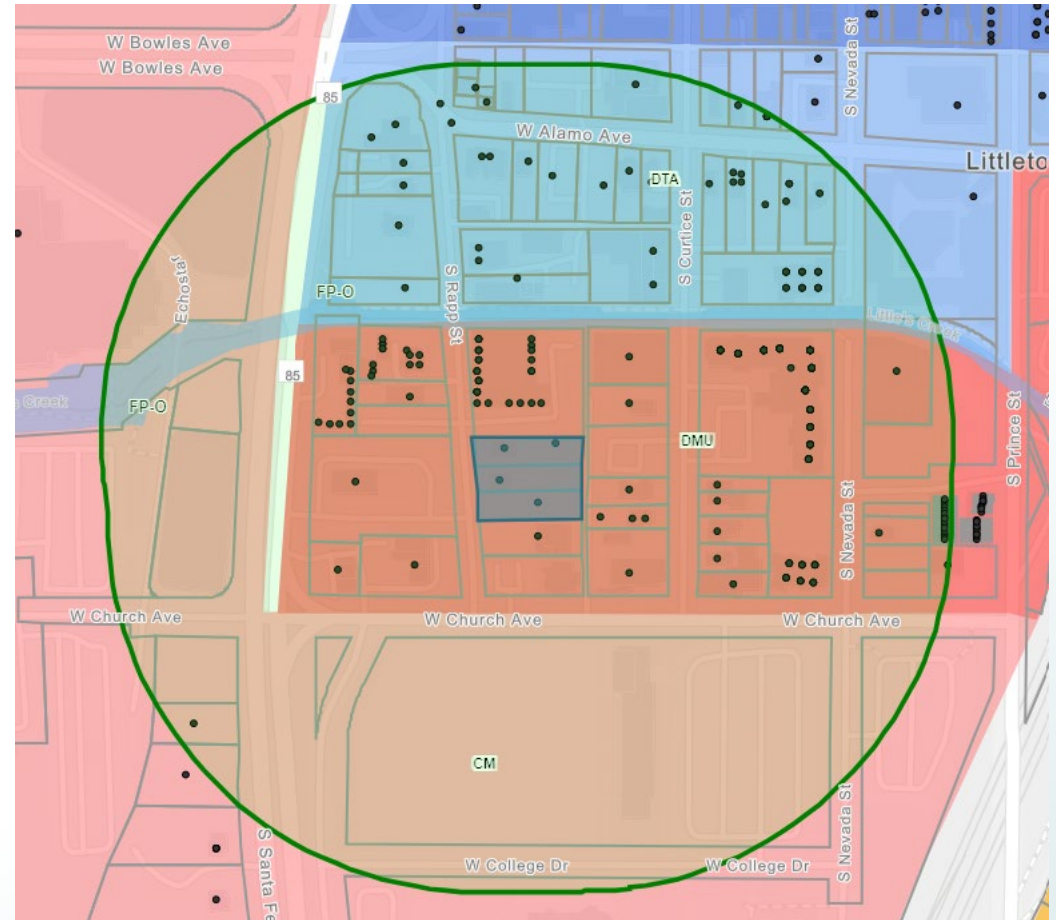 W Bowles Ave
W Bowles Ave
S Nevada St
85
W Alamo Ave
Littleto
DTA
S Curtice St
Echostar
S Rapp St
FP-O
Little's Creek
85
s Creek
FP-O
S Prince St
DMU
S Nevada St
W Church Ave
W Church Ave
W Church Ave
CM
S Nevada St
S Santa Fe
W College Dr
W College Dr